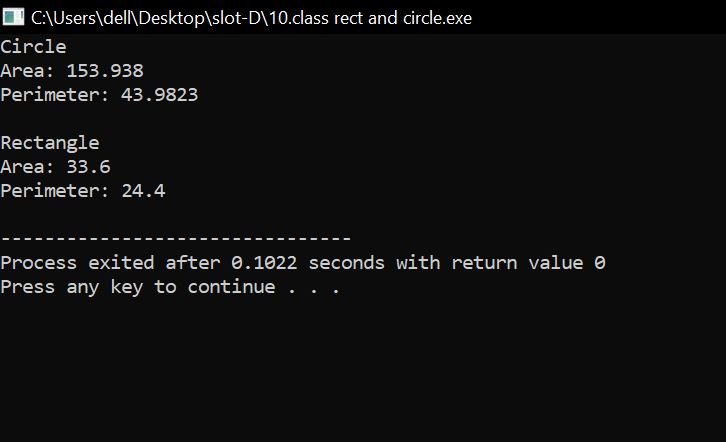 C:\Users\dell\Desktop\slot-D\10.class rect and circle.exe
Circle
Area: 153.938
Perimeter: 43.9823
Rectangle
Area: 33.6
Perimeter: 24.4
--------------------------------
Process exited after 0.1022 seconds with return value 0
Press any key to continue . . .